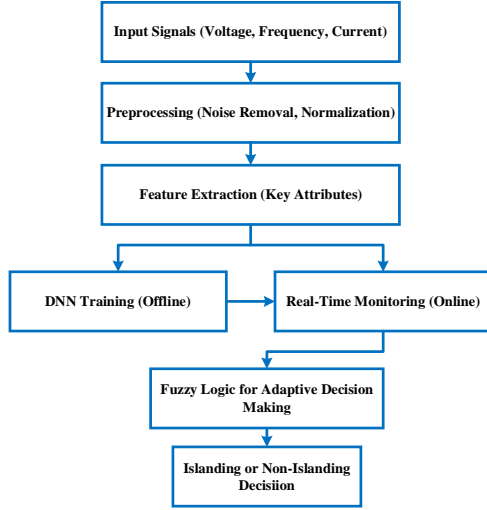 Input Signals (Voltage, Frequency, Current)
Preprocessing (Noise Removal, Normalization)
Feature Extraction (Key Attributes)
DNN Training (Offline)
Real-Time Monitoring (Online)
Fuzzy Logic for Adaptive Decision
Making
Islanding or Non-Islanding
Decisiion